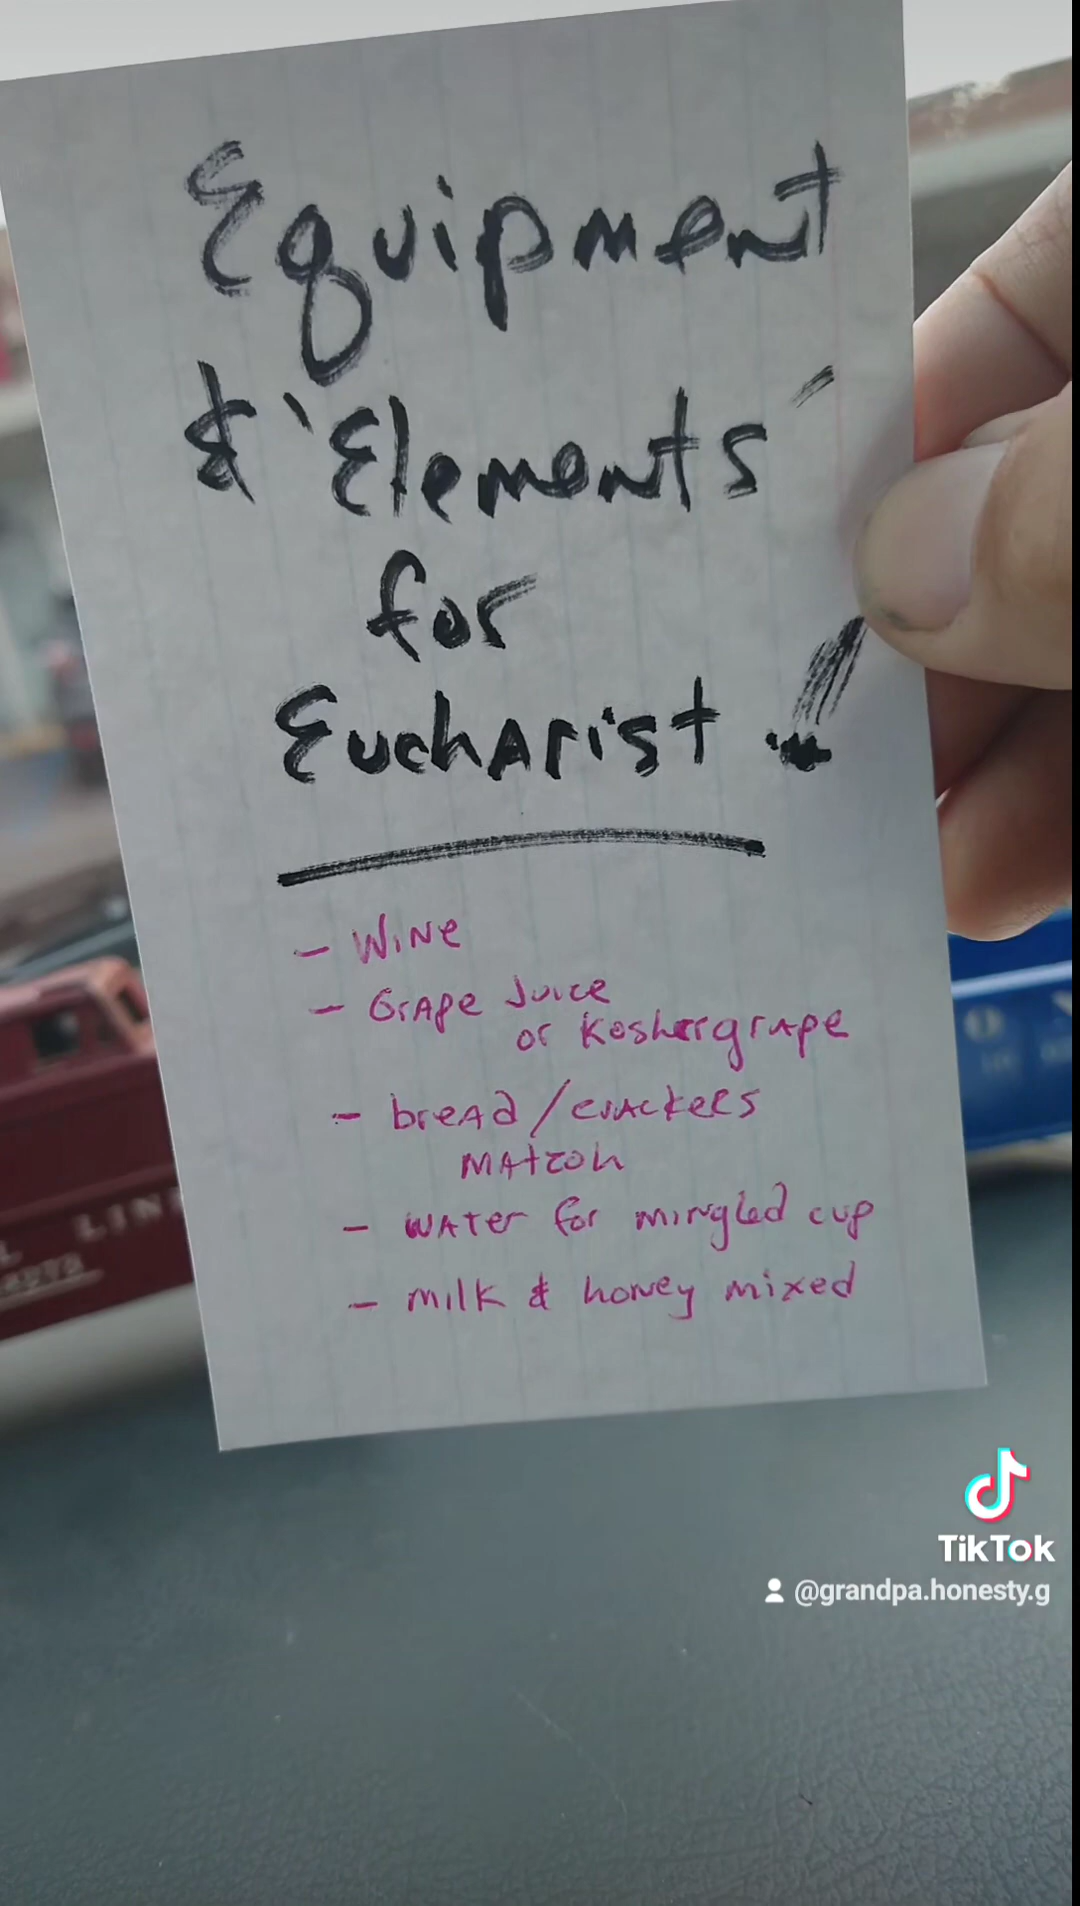 Equipment
& 'Elements'
for
Eucharist !
- Wine
- Grape Juice
or Koshergrape
- bread/crackers
Matzoh
- water for mingled cup
- milk & honey mixed
LIN
TikTok
@grandpa.honesty.g